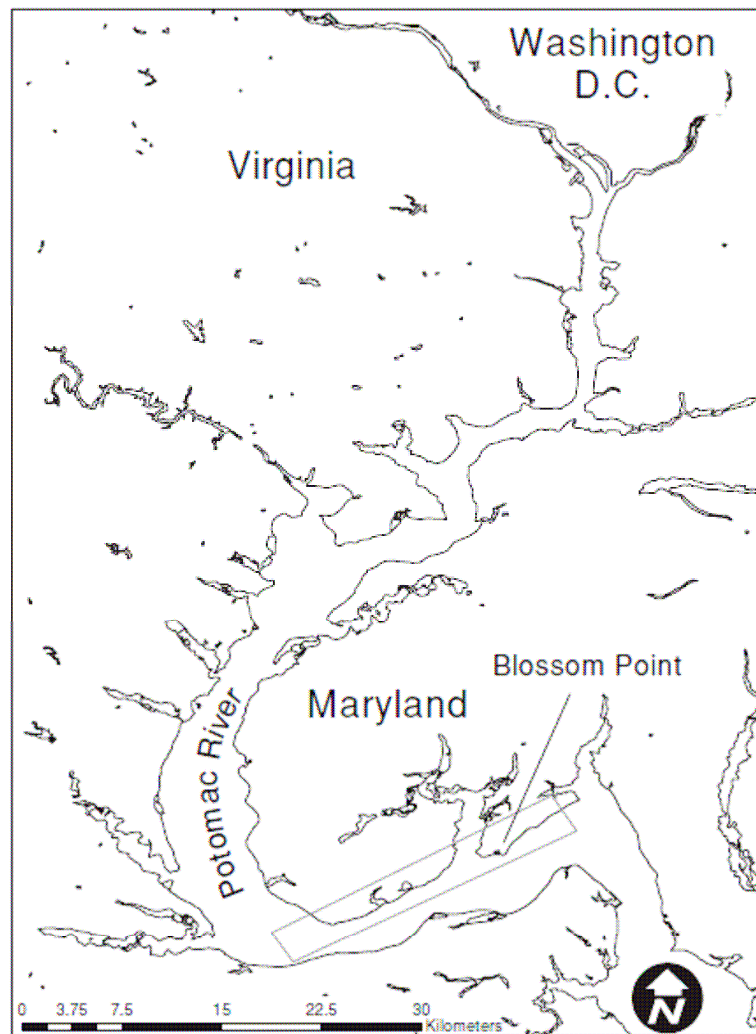 Washington
D.C.
Virginia
Blossom Point
Maryland
Potomac River
0 3.75 7.5 15 22.5 30
Kilometers
N